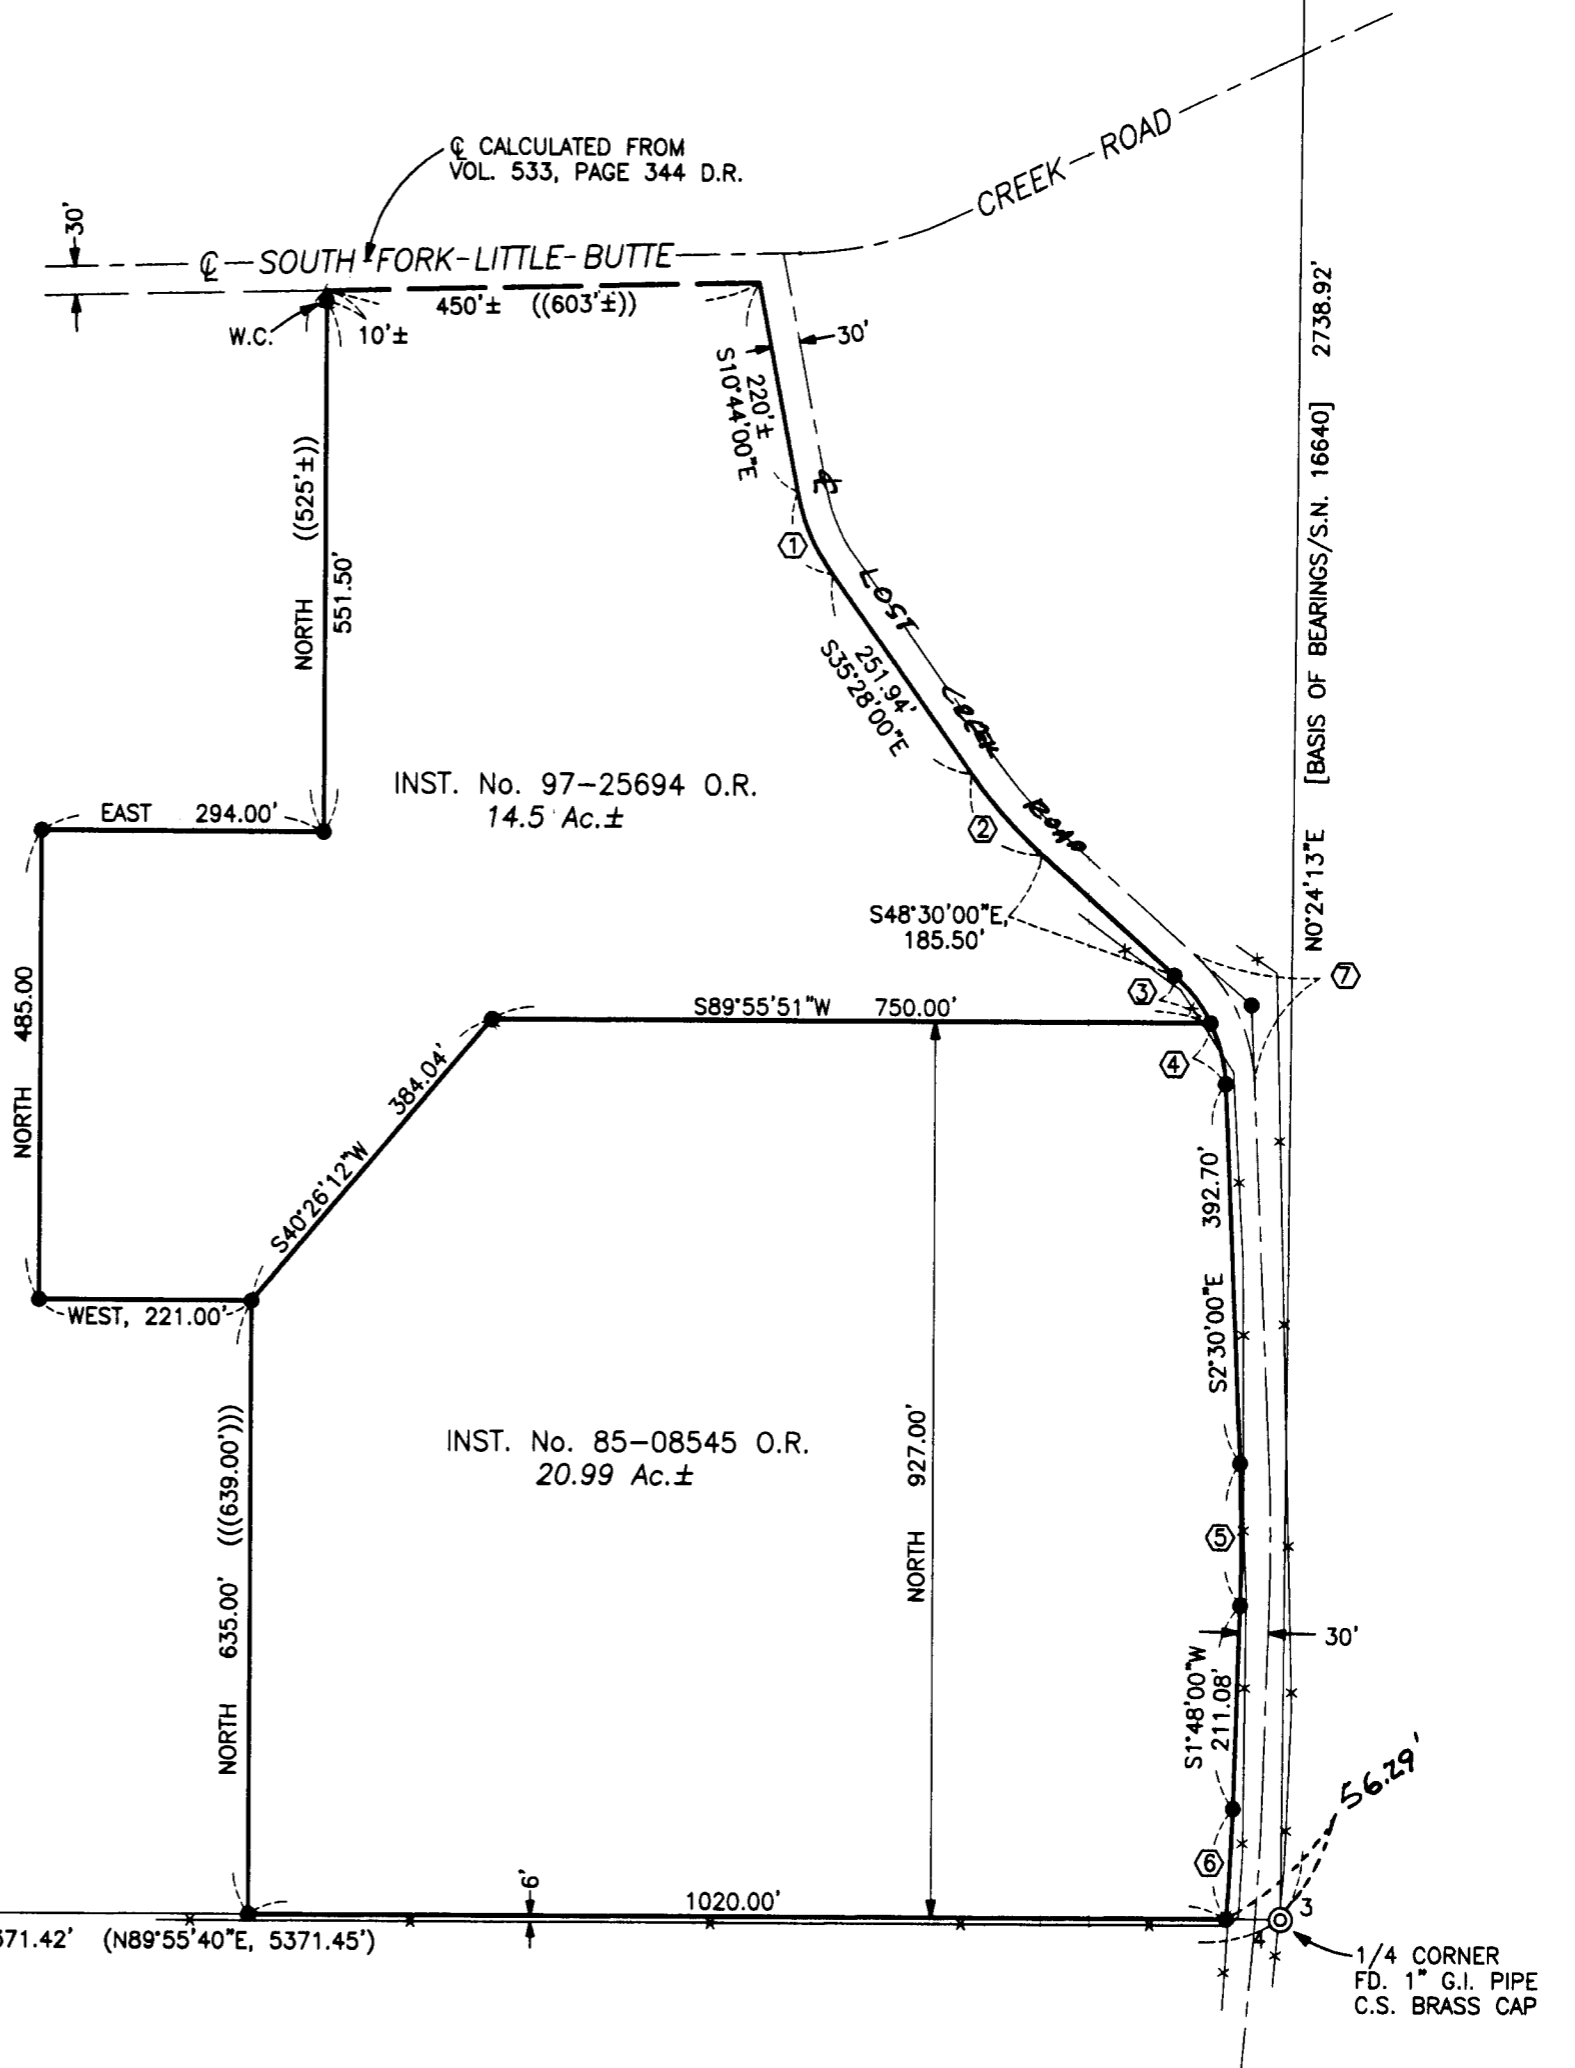 ℄ CALCULATED FROM
VOL. 533, PAGE 344 D.R.
CREEK ROAD
30'
℄ SOUTH FORK LITTLE BUTTE
450'± ((603'±))
W.C.
10'±
30'
220'±
S10°44'00"E
2738.92'
[BASIS OF BEARINGS/S.N. 16640]
N0°24'13"E
NORTH ((525'±))
551.50'
1
℄ LOST CREEK ROAD
251.94'
S35°28'00"E
INST. No. 97-25694 O.R.
14.5 Ac.±
EAST 294.00'
2
S48°30'00"E,
185.50'
3
7
S89°55'51"W 750.00'
4
NORTH 485.00
384.04'
S40°26'12"W
WEST, 221.00'
392.70'
S2°30'00"E
INST. No. 85-08545 O.R.
20.99 Ac.±
NORTH 927.00'
NORTH 635.00' (((639.00')))
5
30'
S1°48'00"W
211.08'
56.29'
6
6'
1020.00'
371.42' (N89°55'40"E, 5371.45')
3
4
1/4 CORNER
FD. 1" G.I. PIPE
C.S. BRASS CAP